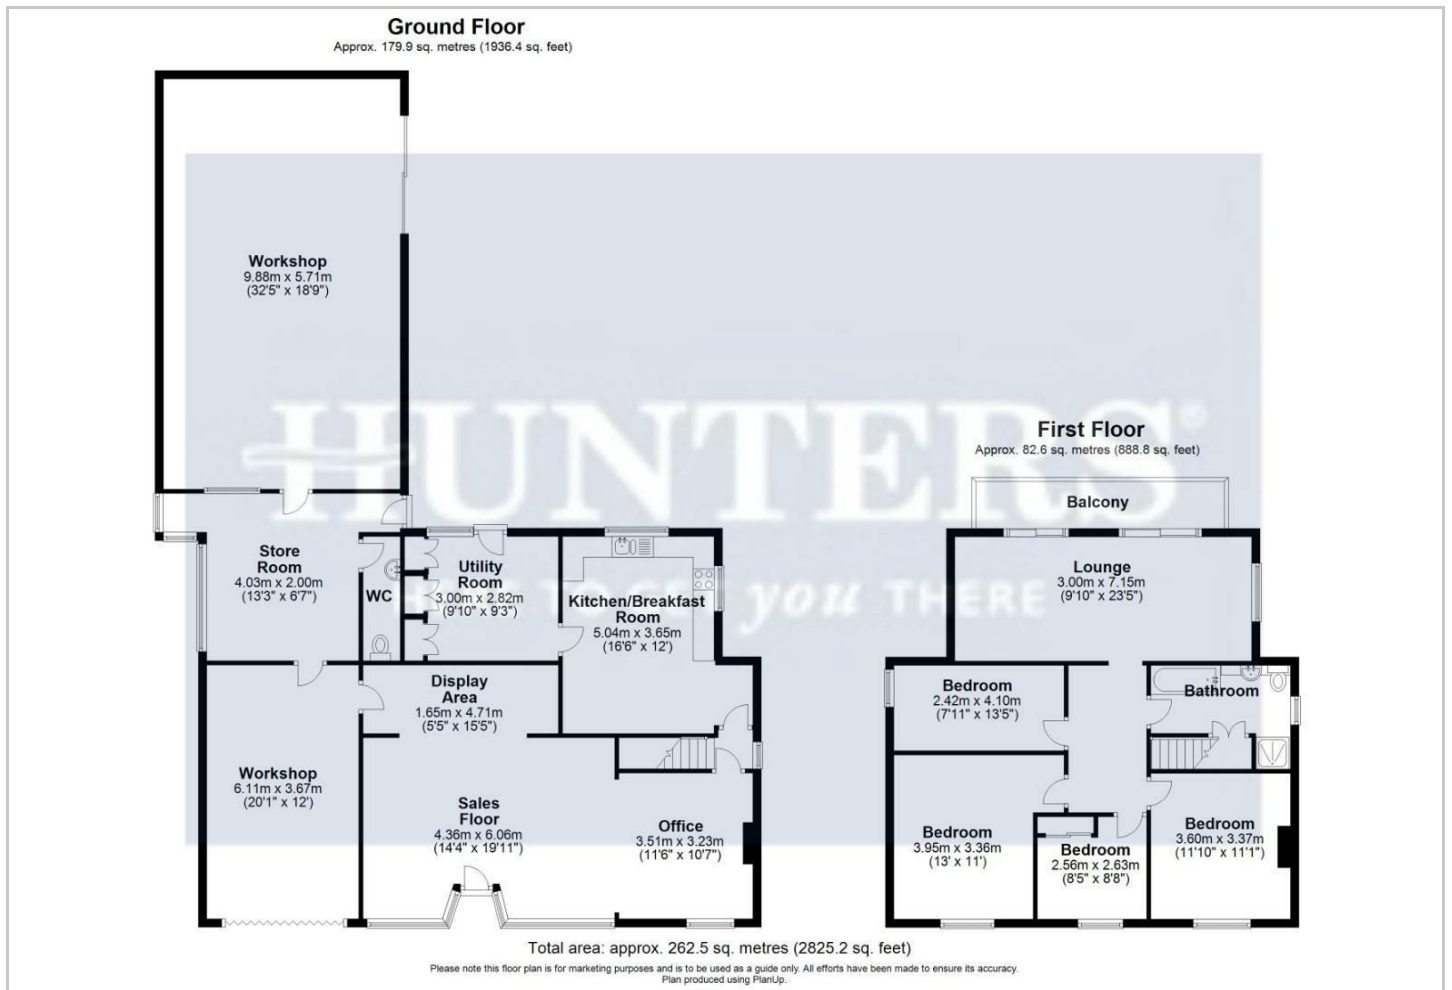 Ground Floor
Approx. 179.9 sq. metres (1936.4 sq. feet)
Workshop
9.88m x 5.71m
(32'5" x 18'9")
HUNTERS®
HERE TO GET you THERE
First Floor
Approx. 82.6 sq. metres (888.8 sq. feet)
Balcony
Store
Room
4.03m x 2.00m
(13'3" x 6'7")
WC
Utility
Room
3.00m x 2.82m
(9'10" x 9'3")
Kitchen/Breakfast
Room
5.04m x 3.65m
(16'6" x 12')
Lounge
3.00m x 7.15m
(9'10" x 23'5")
Display
Area
1.65m x 4.71m
(5'5" x 15'5")
Bedroom
2.42m x 4.10m
(7'11" x 13'5")
Bathroom
Workshop
6.11m x 3.67m
(20'1" x 12')
Sales
Floor
4.36m x 6.06m
(14'4" x 19'11")
Office
3.51m x 3.23m
(11'6" x 10'7")
Bedroom
3.95m x 3.36m
(13' x 11')
Bedroom
2.56m x 2.63m
(8'5" x 8'8")
Bedroom
3.60m x 3.37m
(11'10" x 11'1")
Total area: approx. 262.5 sq. metres (2825.2 sq. feet)
Please note this floor plan is for marketing purposes and is to be used as a guide only. All efforts have been made to ensure its accuracy.
Plan produced using PlanUp.